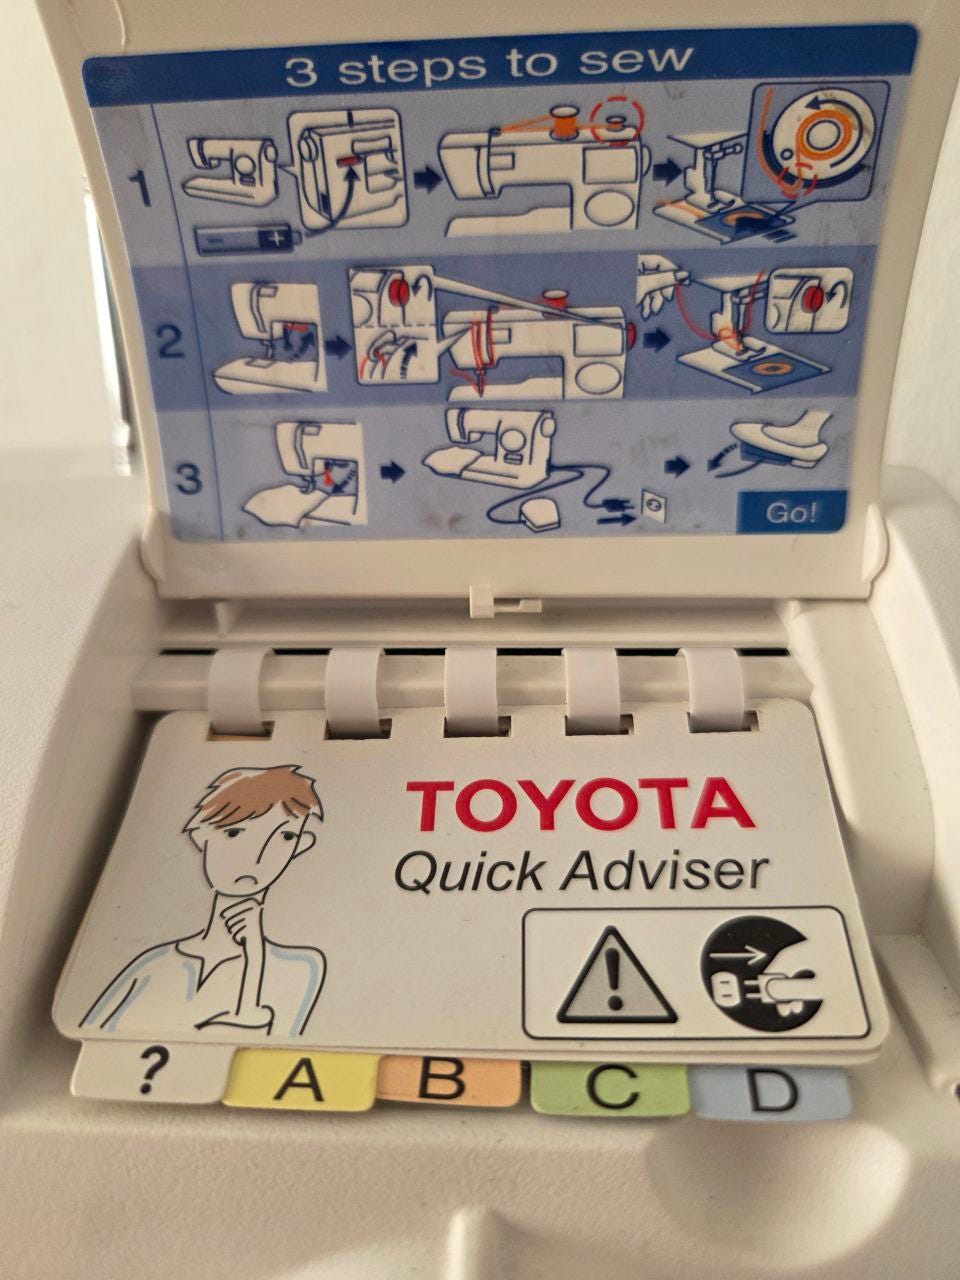 3 steps to sew
1
2
3
Go!
TOYOTA
Quick Adviser
? A B C D